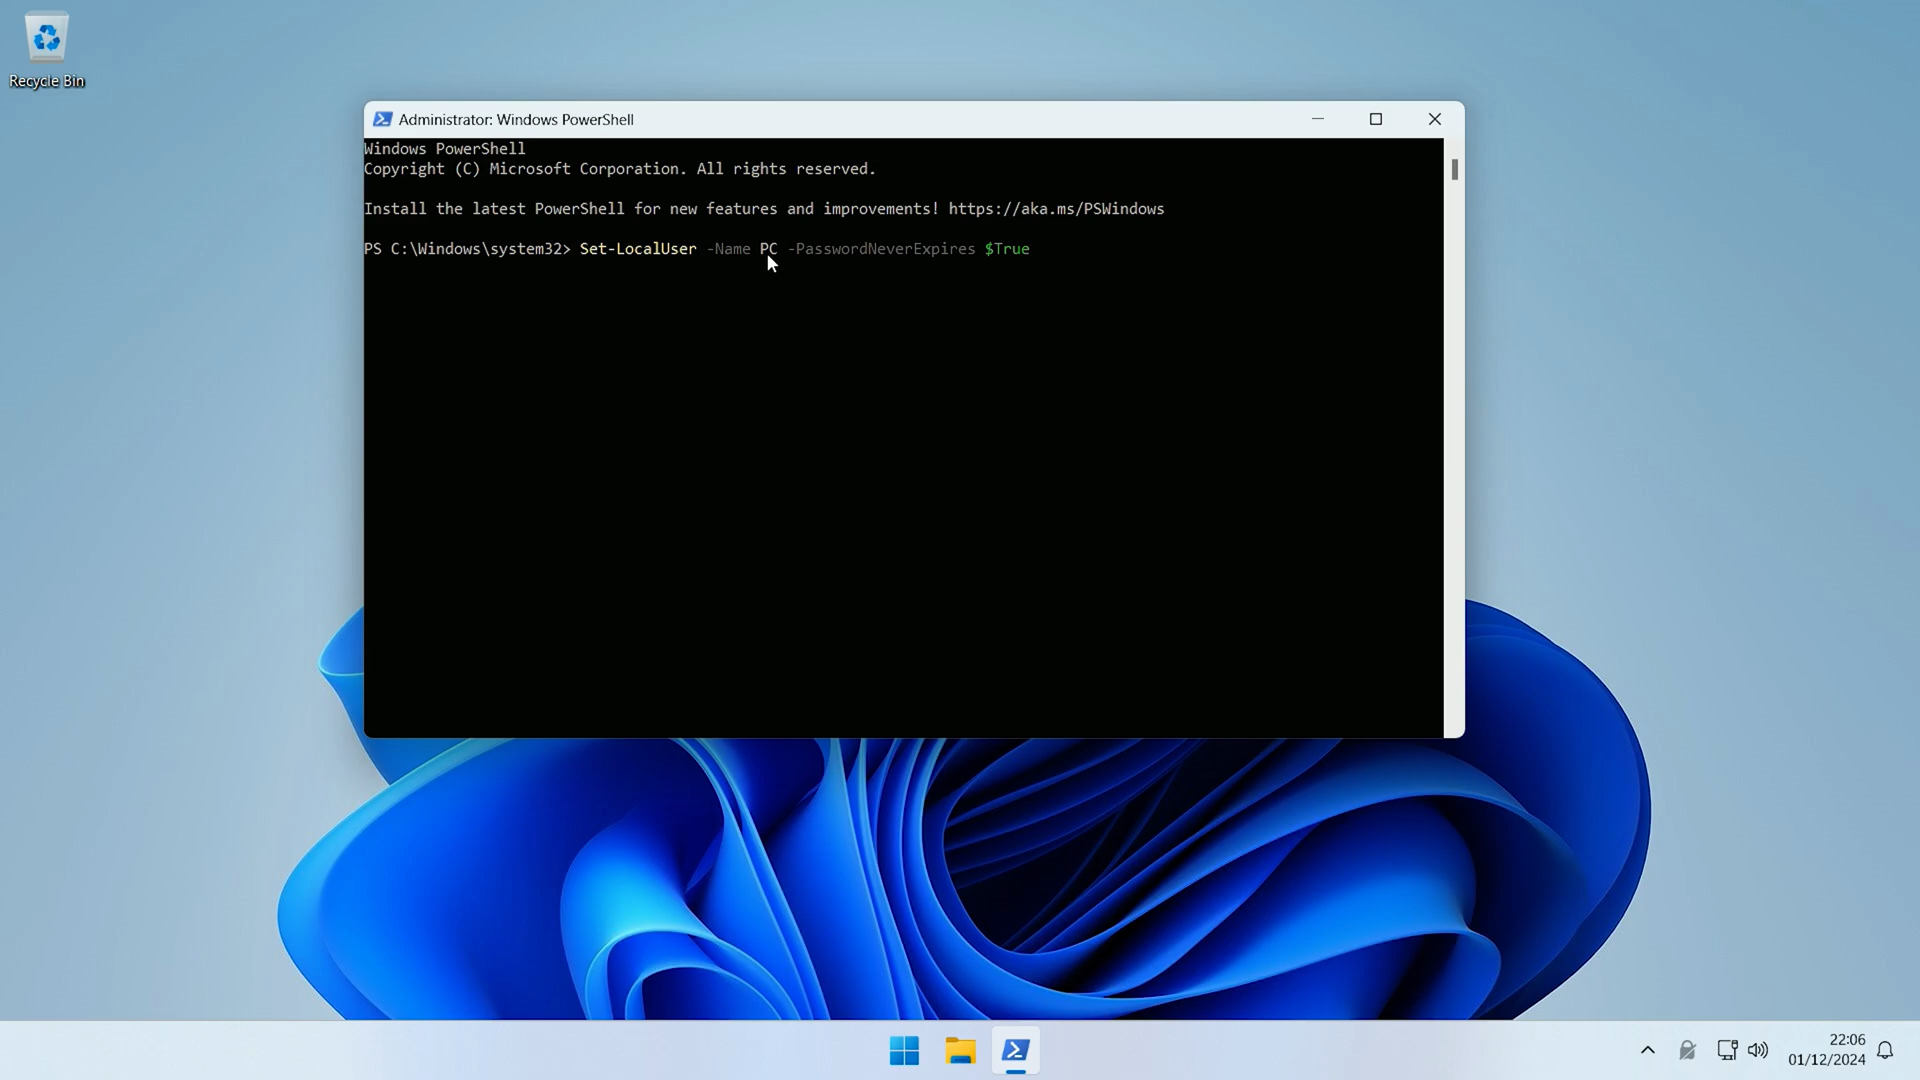 Recycle Bin
Administrator: Windows PowerShell
Windows PowerShell
Copyright (C) Microsoft Corporation. All rights reserved.
Install the latest PowerShell for new features and improvements! https://aka.ms/PSWindows
PS C:\Windows\system32> Set-LocalUser -Name PC -PasswordNeverExpires $True
22:06
01/12/2024